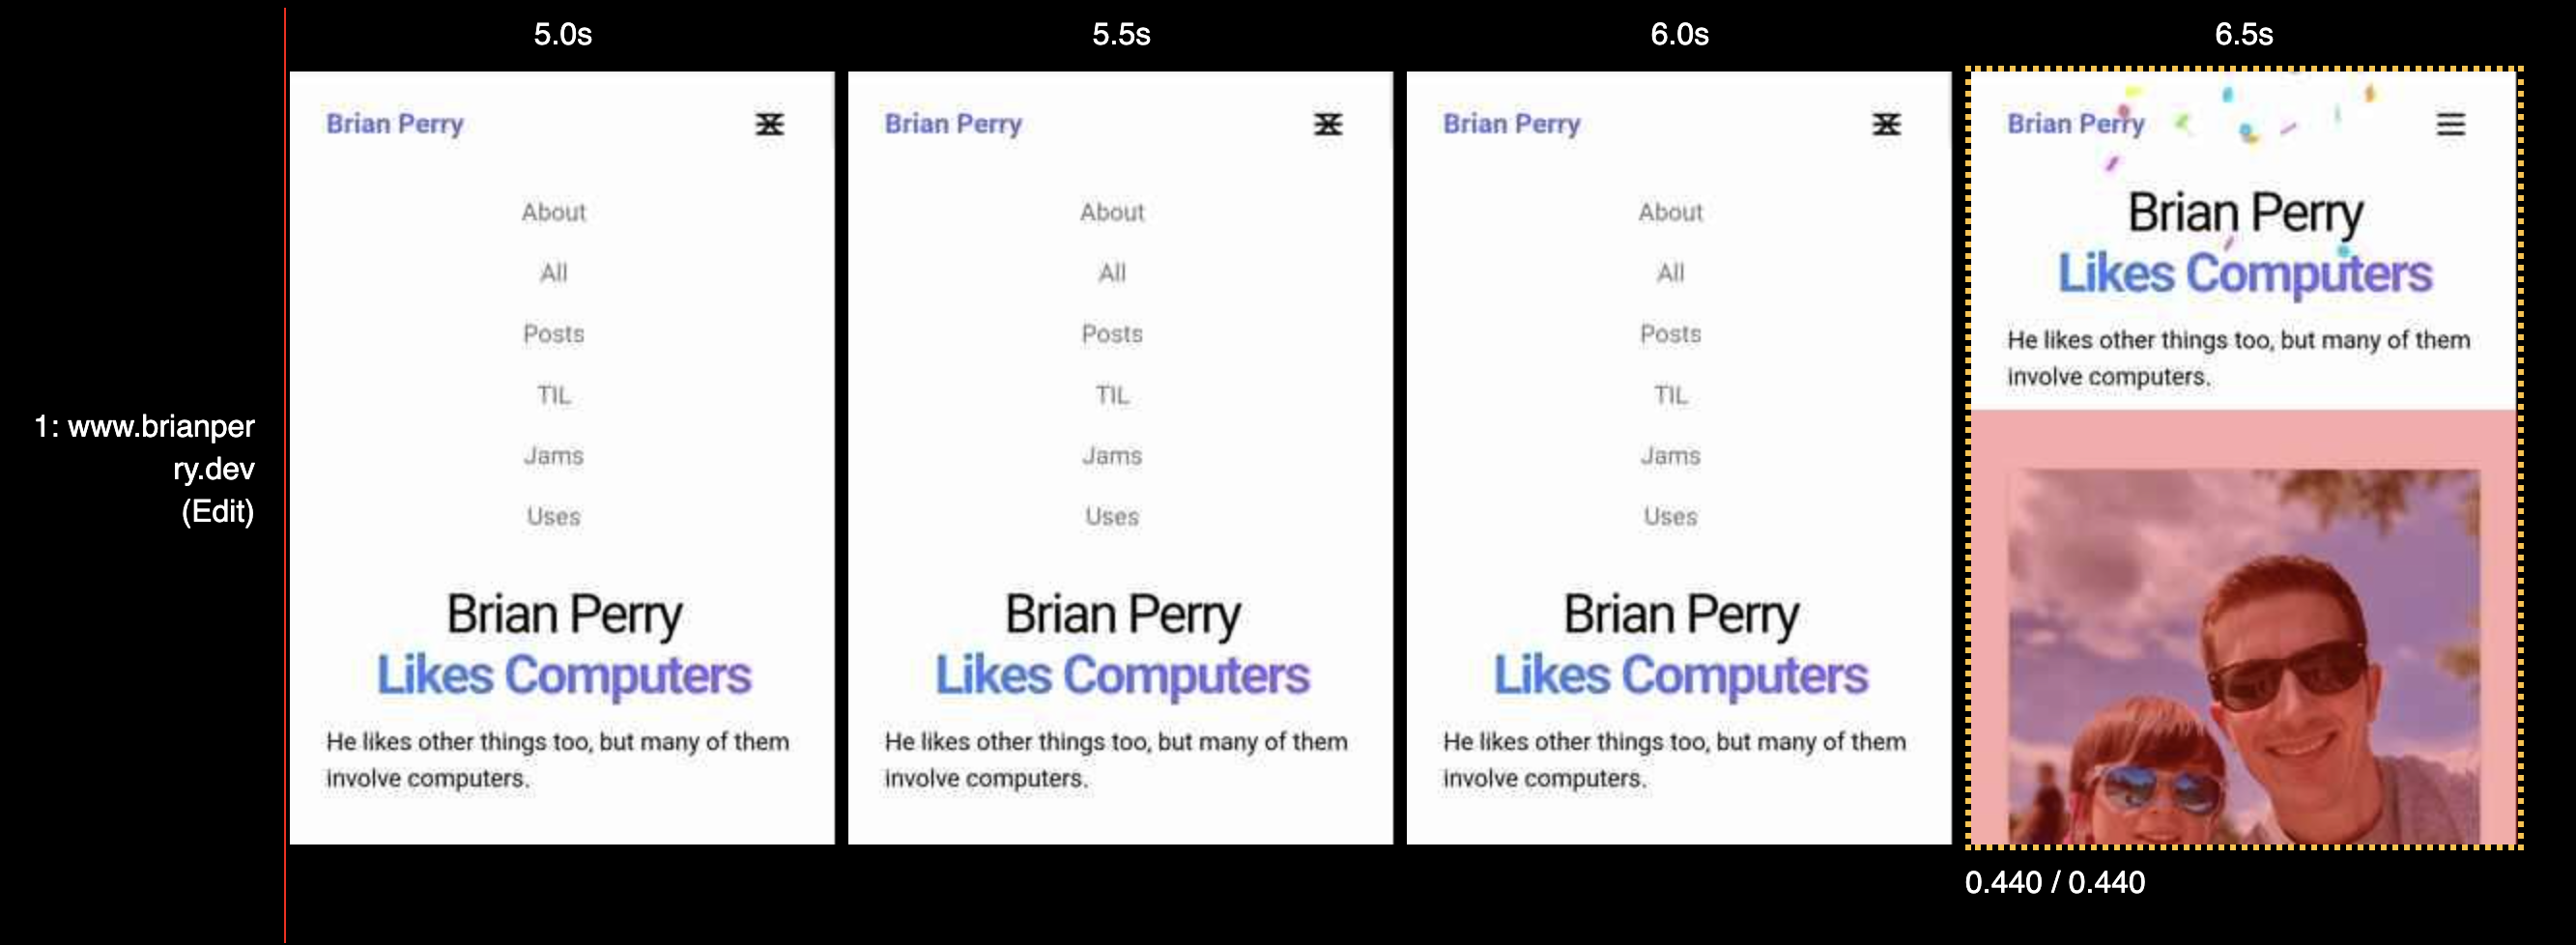 5.0s
5.5s
6.0s
6.5s
1: www.brianper
ry.dev
(Edit)
Brian Perry
About
All
Posts
TIL
Jams
Uses
Brian Perry
Likes Computers
He likes other things too, but many of them
involve computers.
Brian Perry
About
All
Posts
TIL
Jams
Uses
Brian Perry
Likes Computers
He likes other things too, but many of them
involve computers.
Brian Perry
About
All
Posts
TIL
Jams
Uses
Brian Perry
Likes Computers
He likes other things too, but many of them
involve computers.
Brian Perry
Brian Perry
Likes Computers
He likes other things too, but many of them
involve computers.
0.440 / 0.440